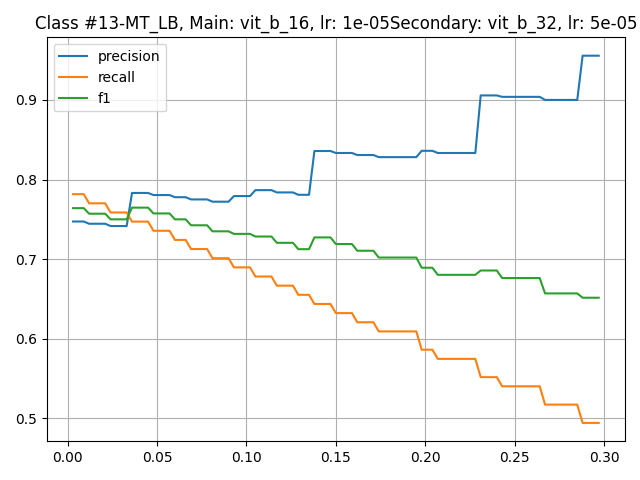 Class #13-MT_LB, Main: vit_b_16, lr: 1e-05Secondary: vit_b_32, lr: 5e-05
precision
recall
f1
0.9
0.8
0.7
0.6
0.5
0.00 0.05 0.10 0.15 0.20 0.25 0.30